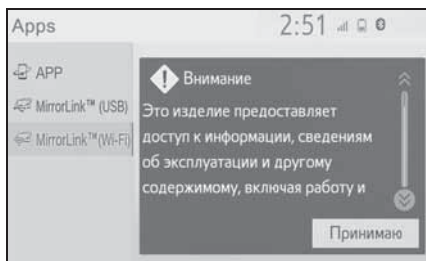 Apps 2:51
APP
MirrorLink™ (USB)
MirrorLink™(Wi-Fi)
Внимание
Это изделие предоставляет
доступ к информации, сведениям
об эксплуатации и другому
содержимому, включая работу и
Принимаю